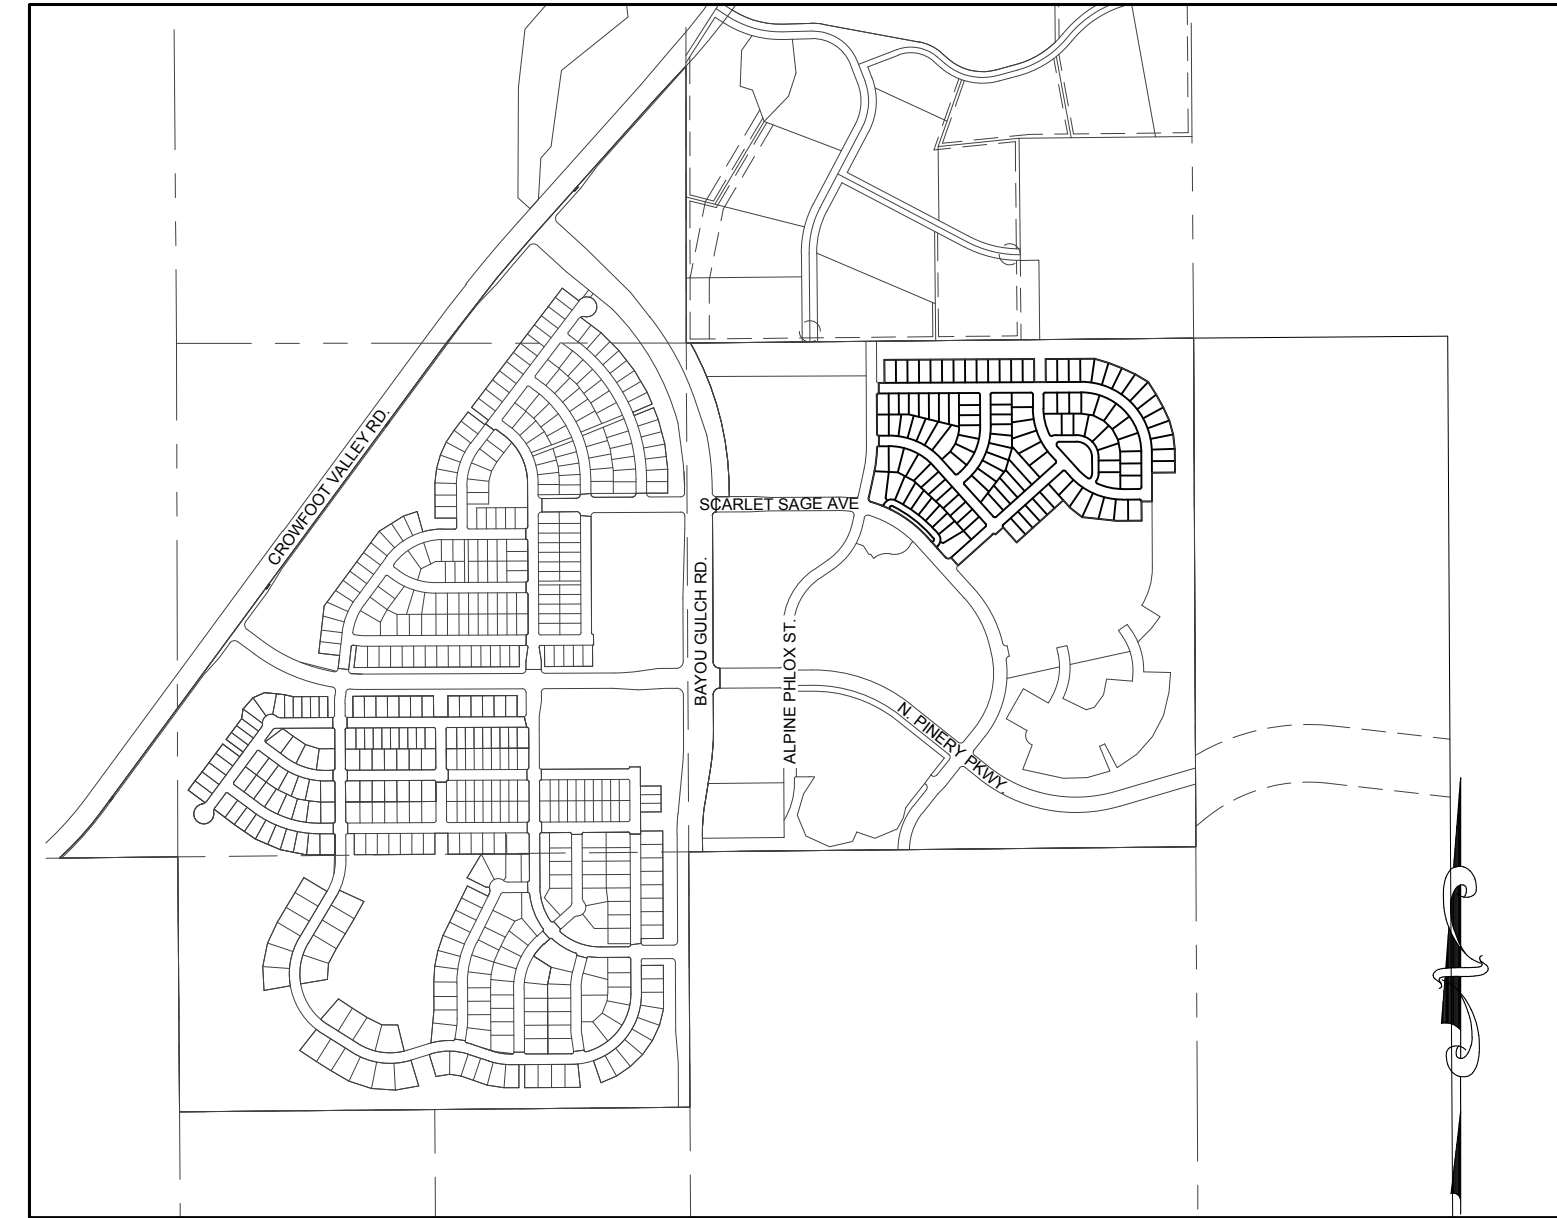 CROWFOOT VALLEY RD.
SCARLET SAGE AVE
BAYOU GULCH RD.
ALPINE PHLOX ST.
N. PINERY PKWY.